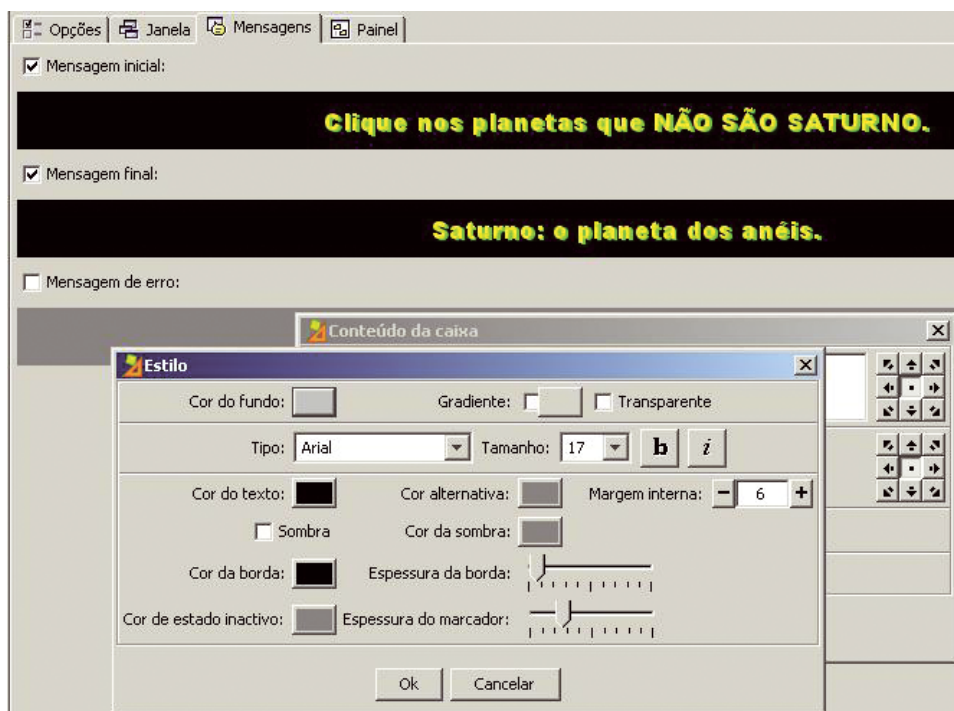 Opções Janela Mensagens Painel
Mensagem inicial:
Clique nos planetas que NÃO SÃO SATURNO.
Mensagem final:
Saturno: o planeta dos anéis.
Mensagem de erro:
Conteúdo da caixa
Estilo
Cor do fundo: Gradiente: Transparente
Tipo: Arial Tamanho: 17 b i
Cor do texto: Cor alternativa: Margem interna: 6
Sombra Cor da sombra:
Cor da borda: Espessura da borda:
Cor de estado inactivo: Espessura do marcador:
Ok Cancelar